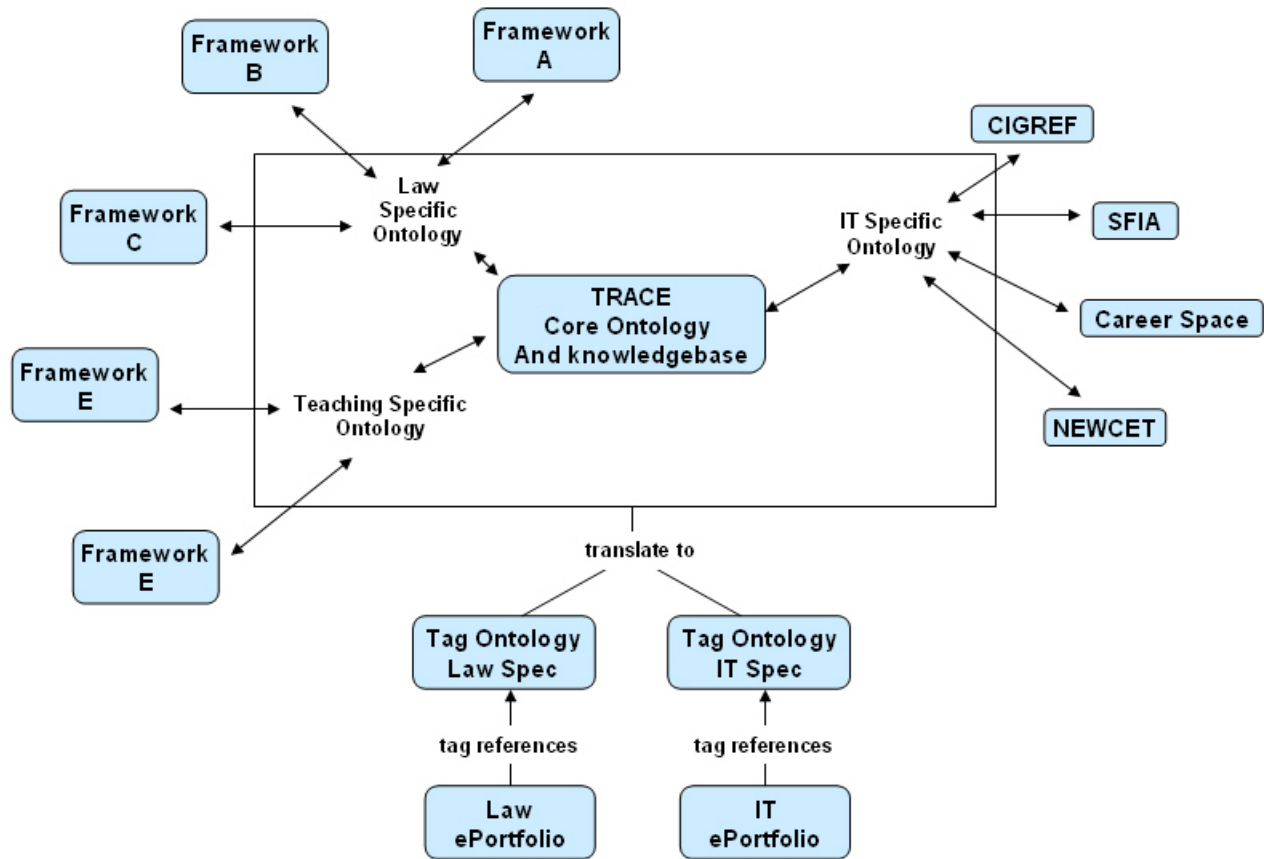 Framework
B
Framework
A
CIGREF
Law
Specific
Ontology
Framework
C
IT Specific
Ontology
SFIA
TRACE
Core Ontology
And knowledgebase
Career Space
Framework
E
Teaching Specific
Ontology
NEWCET
Framework
E
translate to
Tag Ontology
Law Spec
Tag Ontology
IT Spec
tag references
tag references
Law
ePortfolio
IT
ePortfolio